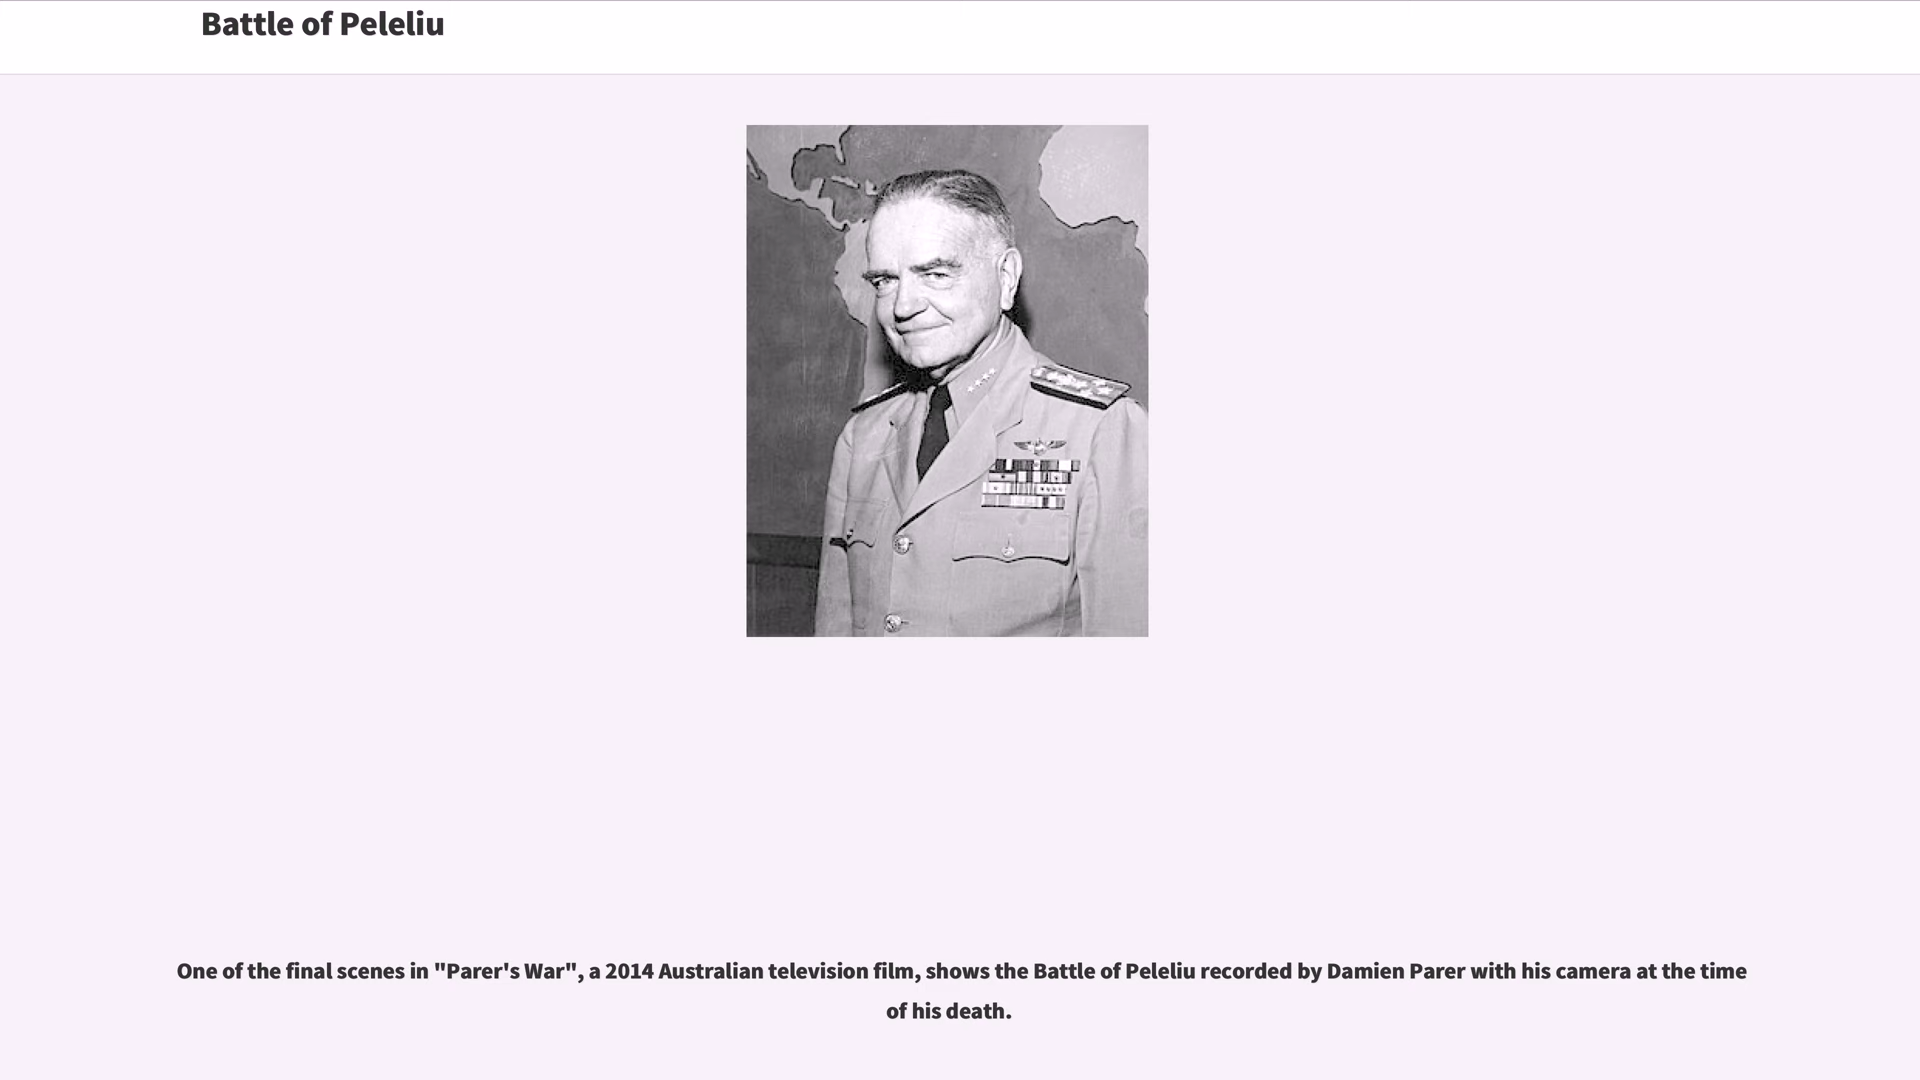 Battle of Peleliu
One of the final scenes in "Parer's War", a 2014 Australian television film, shows the Battle of Peleliu recorded by Damien Parer with his camera at the time
of his death.